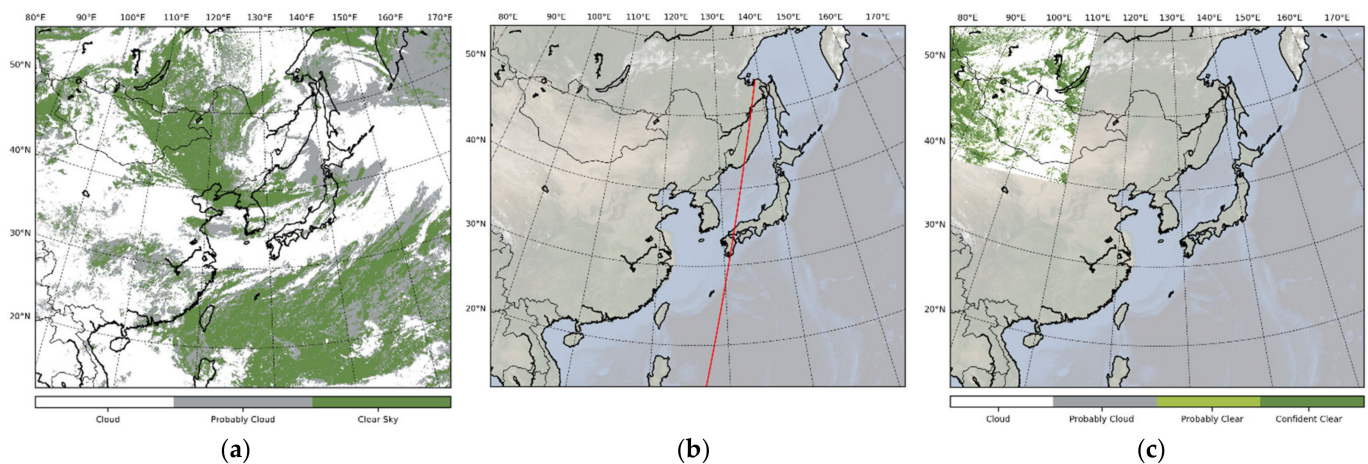 80°E 90°E 100°E 110°E 120°E 130°E 140°E 150°E 160°E 170°E
50°N
40°N
30°N
20°N
Cloud Probably Cloud Clear Sky
(a)
80°E 90°E 100°E 110°E 120°E 130°E 140°E 150°E 160°E 170°E
50°N
40°N
30°N
20°N
(b)
80°E 90°E 100°E 110°E 120°E 130°E 140°E 150°E 160°E 170°E
50°N
40°N
30°N
20°N
Cloud Probably Cloud Probably Clear Confident Clear
(c)